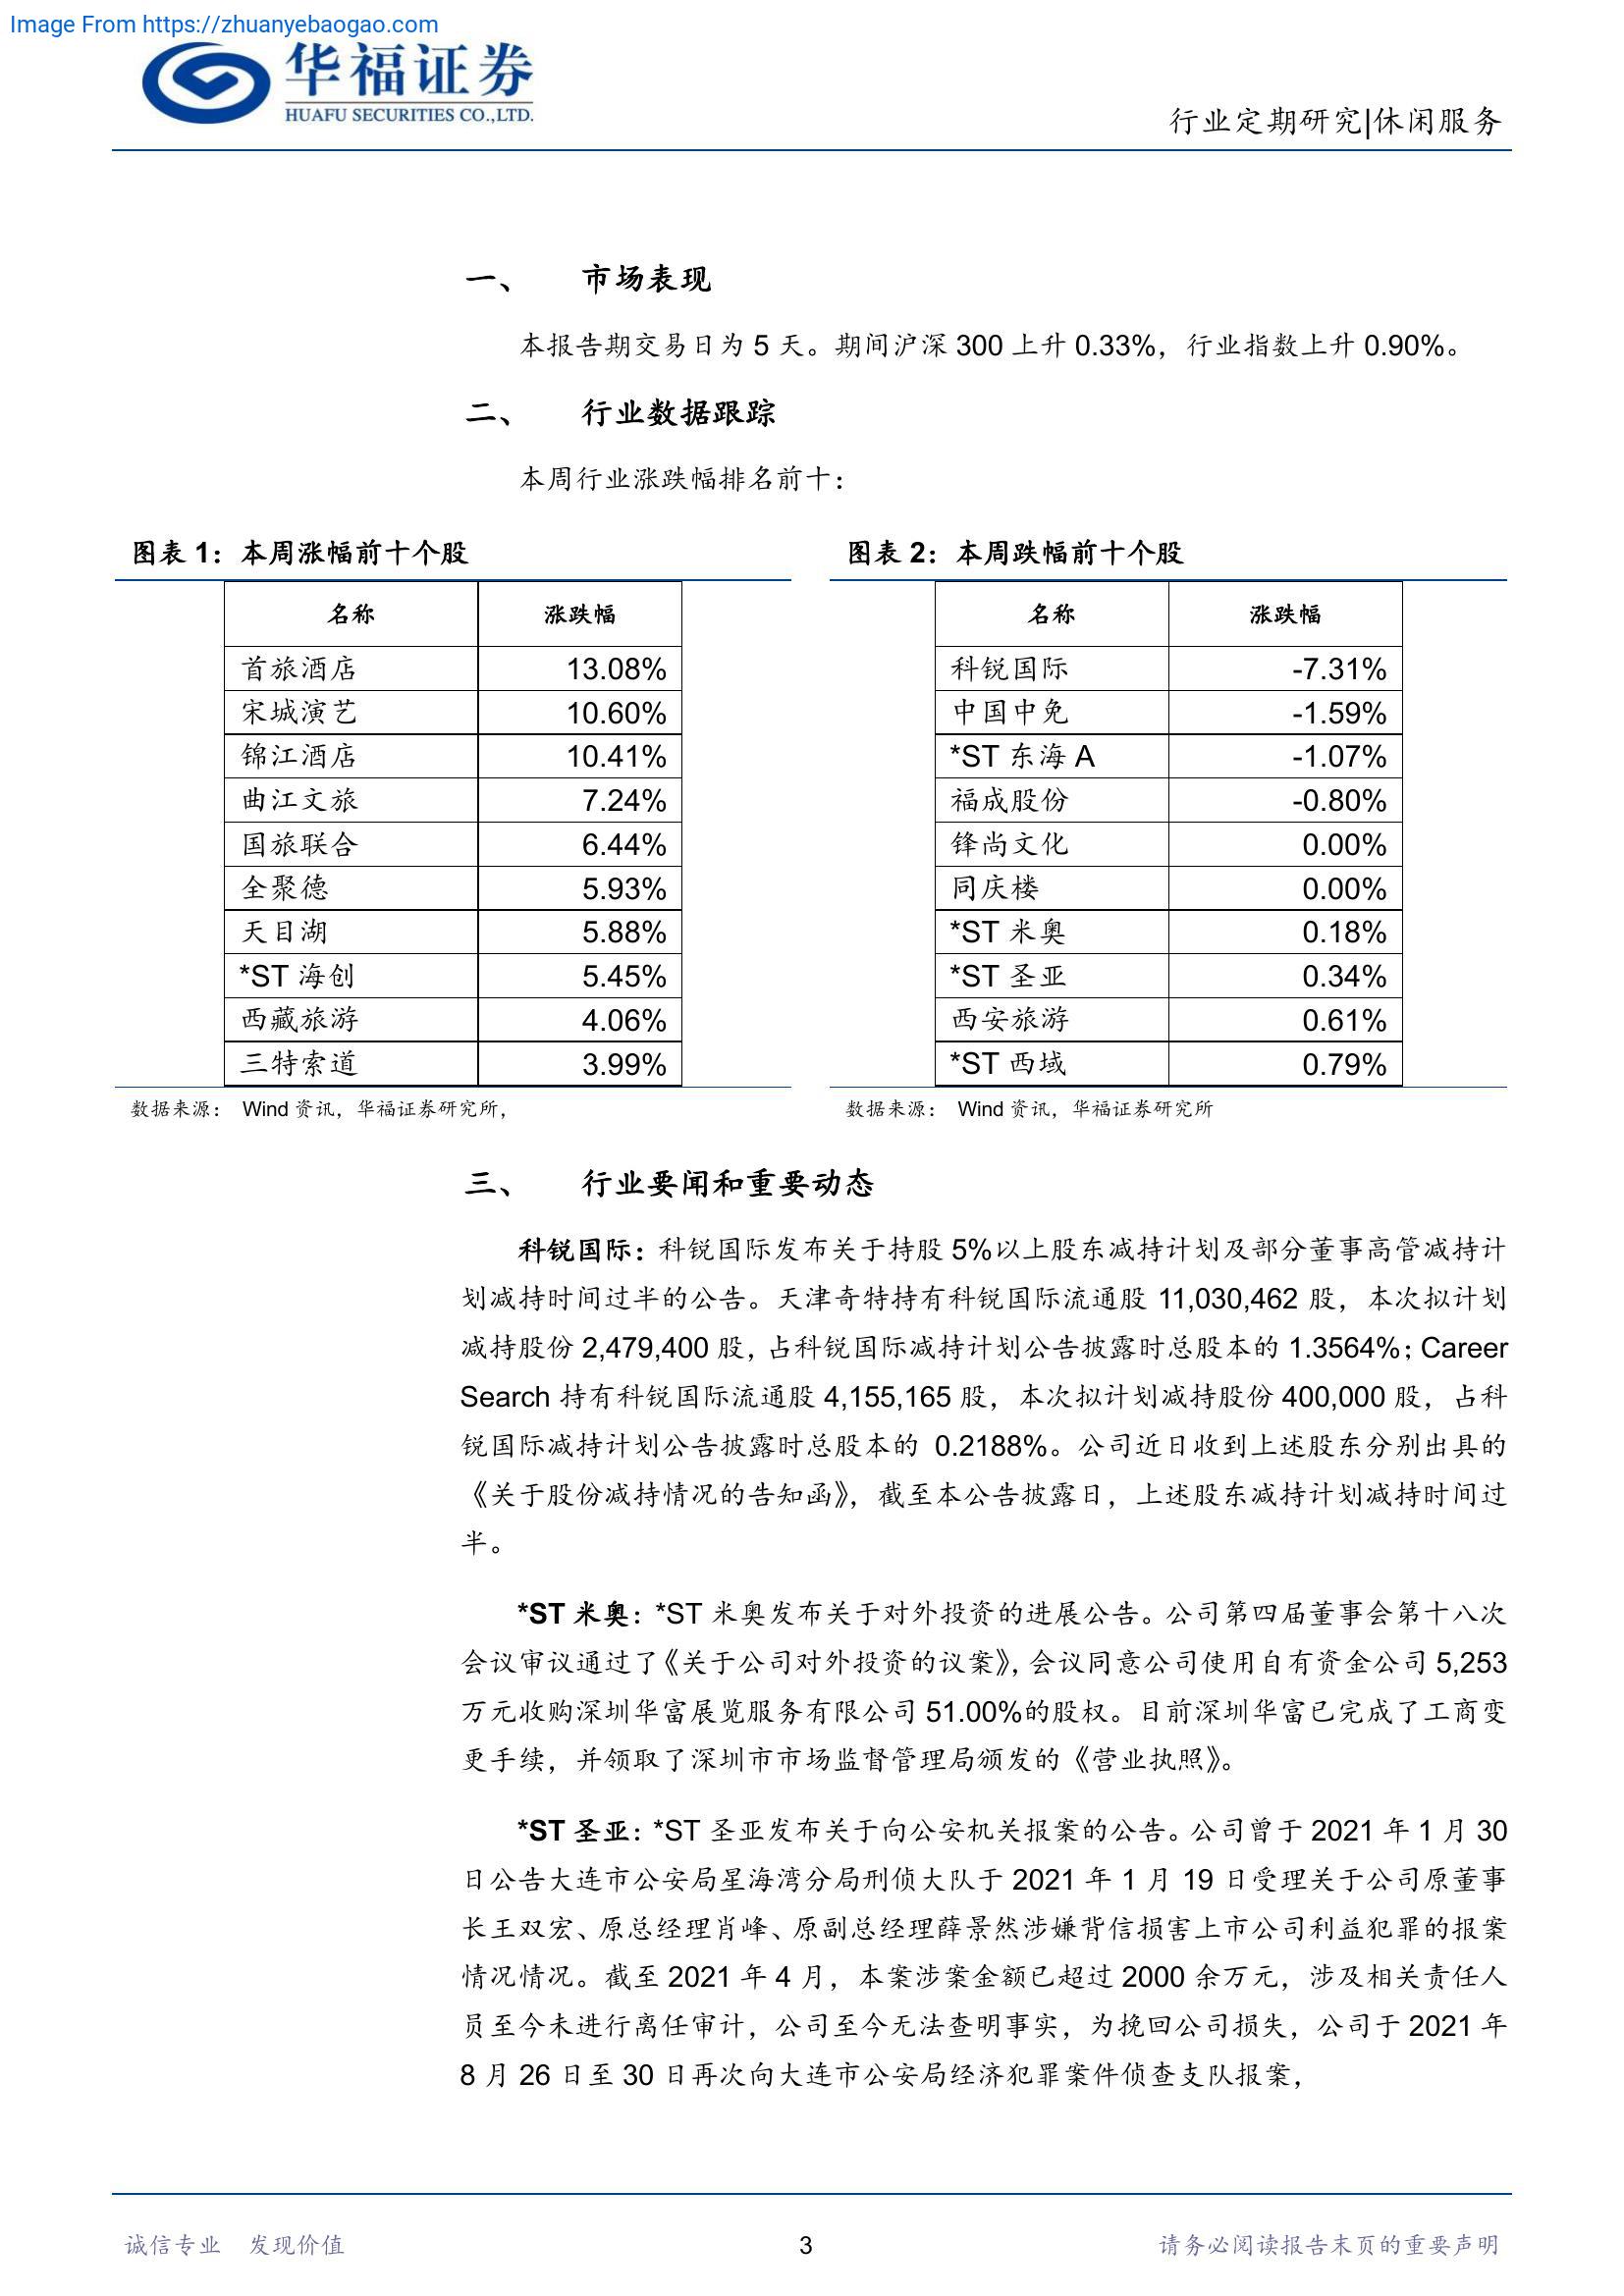 Image From https://zhuanyebaogao.com
华福证券
HUAFU SECURITIES CO.,LTD.
行业定期研究|休闲服务
一、 市场表现
本报告期交易日为 5 天。期间沪深 300 上升 0.33%，行业指数上升 0.90%。
二、 行业数据跟踪
本周行业涨跌幅排名前十：
图表 1：本周涨幅前十个股
名称 涨跌幅
首旅酒店 13.08%
宋城演艺 10.60%
锦江酒店 10.41%
曲江文旅 7.24%
国旅联合 6.44%
全聚德 5.93%
天目湖 5.88%
*ST 海创 5.45%
西藏旅游 4.06%
三特索道 3.99%
数据来源： Wind 资讯，华福证券研究所，
图表 2：本周跌幅前十个股
名称 涨跌幅
科锐国际 -7.31%
中国中免 -1.59%
*ST 东海 A -1.07%
福成股份 -0.80%
锋尚文化 0.00%
同庆楼 0.00%
*ST 米奥 0.18%
*ST 圣亚 0.34%
西安旅游 0.61%
*ST 西域 0.79%
数据来源： Wind 资讯，华福证券研究所
三、 行业要闻和重要动态
科锐国际：科锐国际发布关于持股 5%以上股东减持计划及部分董事高管减持计
划减持时间过半的公告。天津奇特持有科锐国际流通股 11,030,462 股，本次拟计划
减持股份 2,479,400 股，占科锐国际减持计划公告披露时总股本的 1.3564%；Career
Search 持有科锐国际流通股 4,155,165 股，本次拟计划减持股份 400,000 股，占科
锐国际减持计划公告披露时总股本的 0.2188%。公司近日收到上述股东分别出具的
《关于股份减持情况的告知函》，截至本公告披露日，上述股东减持计划减持时间过
半。
*ST 米奥：*ST 米奥发布关于对外投资的进展公告。公司第四届董事会第十八次
会议审议通过了《关于公司对外投资的议案》，会议同意公司使用自有资金公司 5,253
万元收购深圳华富展览服务有限公司 51.00%的股权。目前深圳华富已完成了工商变
更手续，并领取了深圳市市场监督管理局颁发的《营业执照》。
*ST 圣亚：*ST 圣亚发布关于向公安机关报案的公告。公司曾于 2021 年 1 月 30
日公告大连市公安局星海湾分局刑侦大队于 2021 年 1 月 19 日受理关于公司原董事
长王双宏、原总经理肖峰、原副总经理薛景然涉嫌背信损害上市公司利益犯罪的报案
情况情况。截至 2021 年 4 月，本案涉案金额已超过 2000 余万元，涉及相关责任人
员至今未进行离任审计，公司至今无法查明事实，为挽回公司损失，公司于 2021 年
8 月 26 日至 30 日再次向大连市公安局经济犯罪案件侦查支队报案，
诚信专业 发现价值
3
请务必阅读报告末页的重要声明